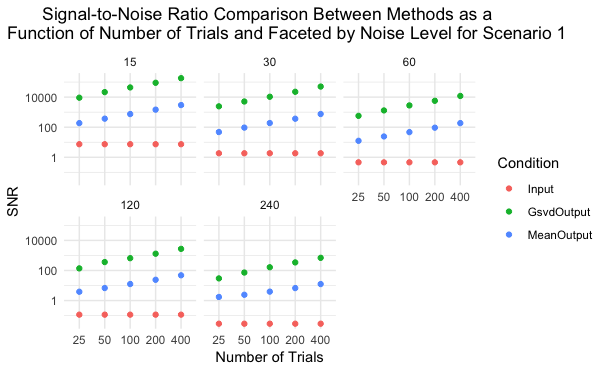 Signal-to-Noise Ratio Comparison Between Methods as a
Function of Number of Trials and Faceted by Noise Level for Scenario 1
15
30
60
10000
100
1
25 50 100 200 400
120
240
10000
100
1
25 50 100 200 400
25 50 100 200 400
SNR
Number of Trials
Condition
Input
GsvdOutput
MeanOutput